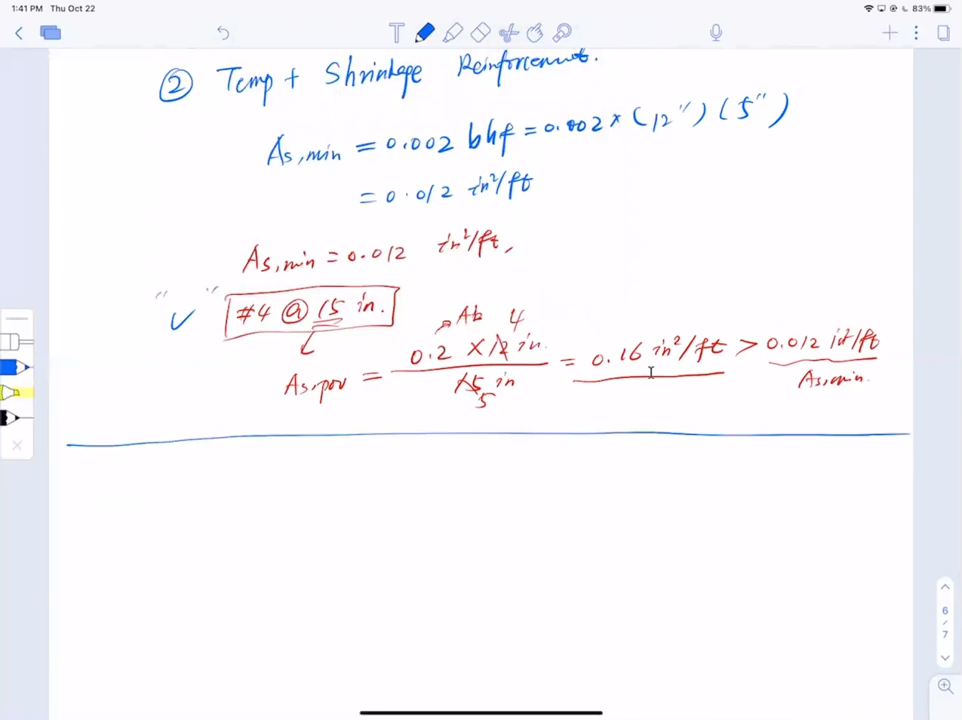 1:41 PM Thu Oct 22
83%
② Temp + Shrinkage Reinforcement.
As,min = 0.002 bhf = 0.002 × (12") (5")
= 0.012 in²/ft
As,min = 0.012 in²/ft,
" "
✓ #4 @ 15 in.
Ab 4
0.2 × 12 in.
As,prov = = 0.16 in²/ft > 0.012 in²/ft
15 in As,min.
5
6
/
7